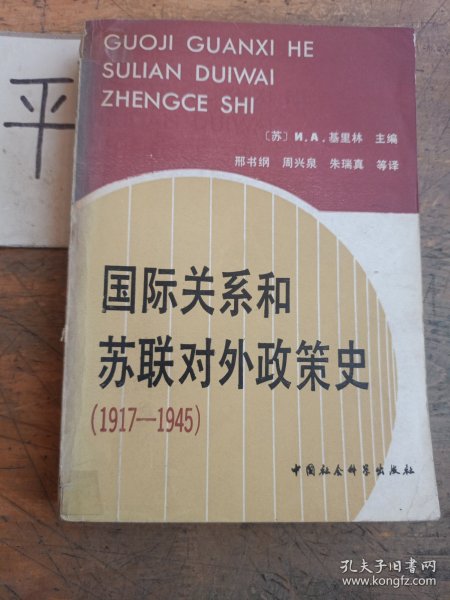 平
GUOJI GUANXI HE
SULIAN DUIWAI
ZHENGCE SHI
〔苏〕И.А.基里林 主编
邢书纲 周兴泉 朱瑞真 等译
国际关系和
苏联对外政策史
(1917—1945)
中国社会科学出版社
孔夫子旧书网
www.kongfz.com